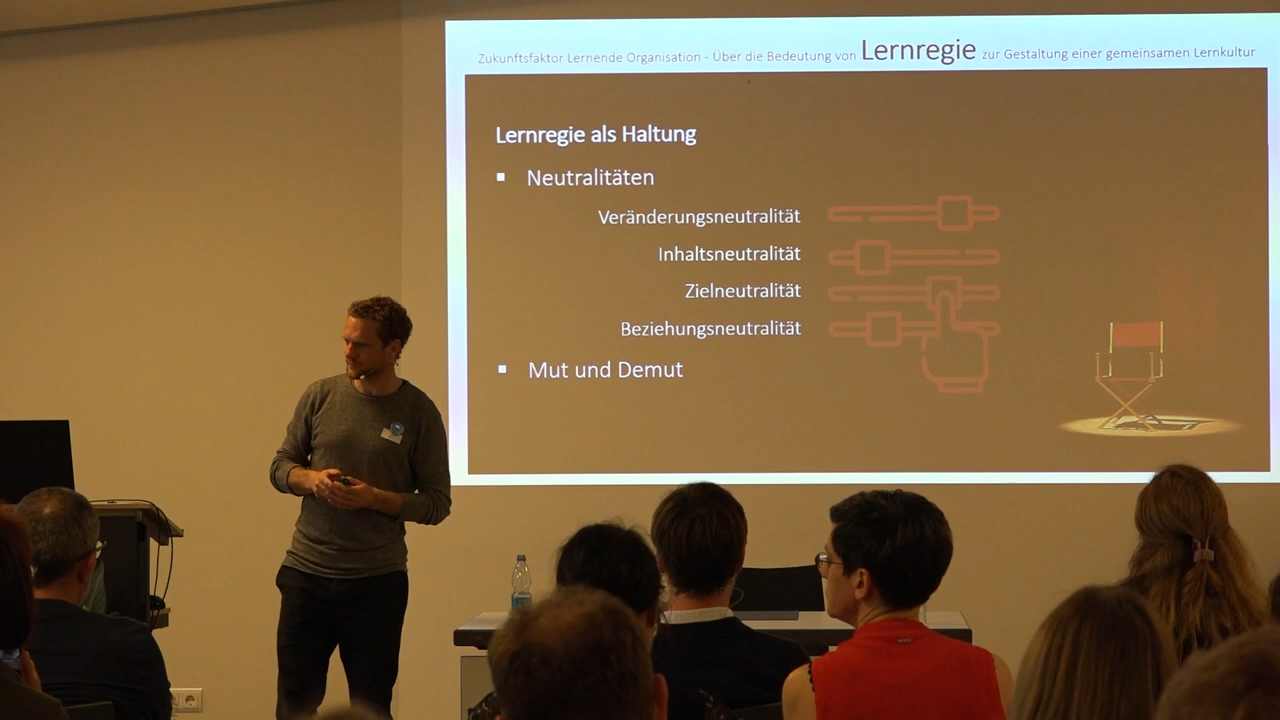 Zukunftsfaktor Lernende Organisation - Über die Bedeutung von Lernregie zur Gestaltung einer gemeinsamen Lernkultur
Lernregie als Haltung
▪ Neutralitäten
Veränderungsneutralität
Inhaltsneutralität
Zielneutralität
Beziehungsneutralität
▪ Mut und Demut